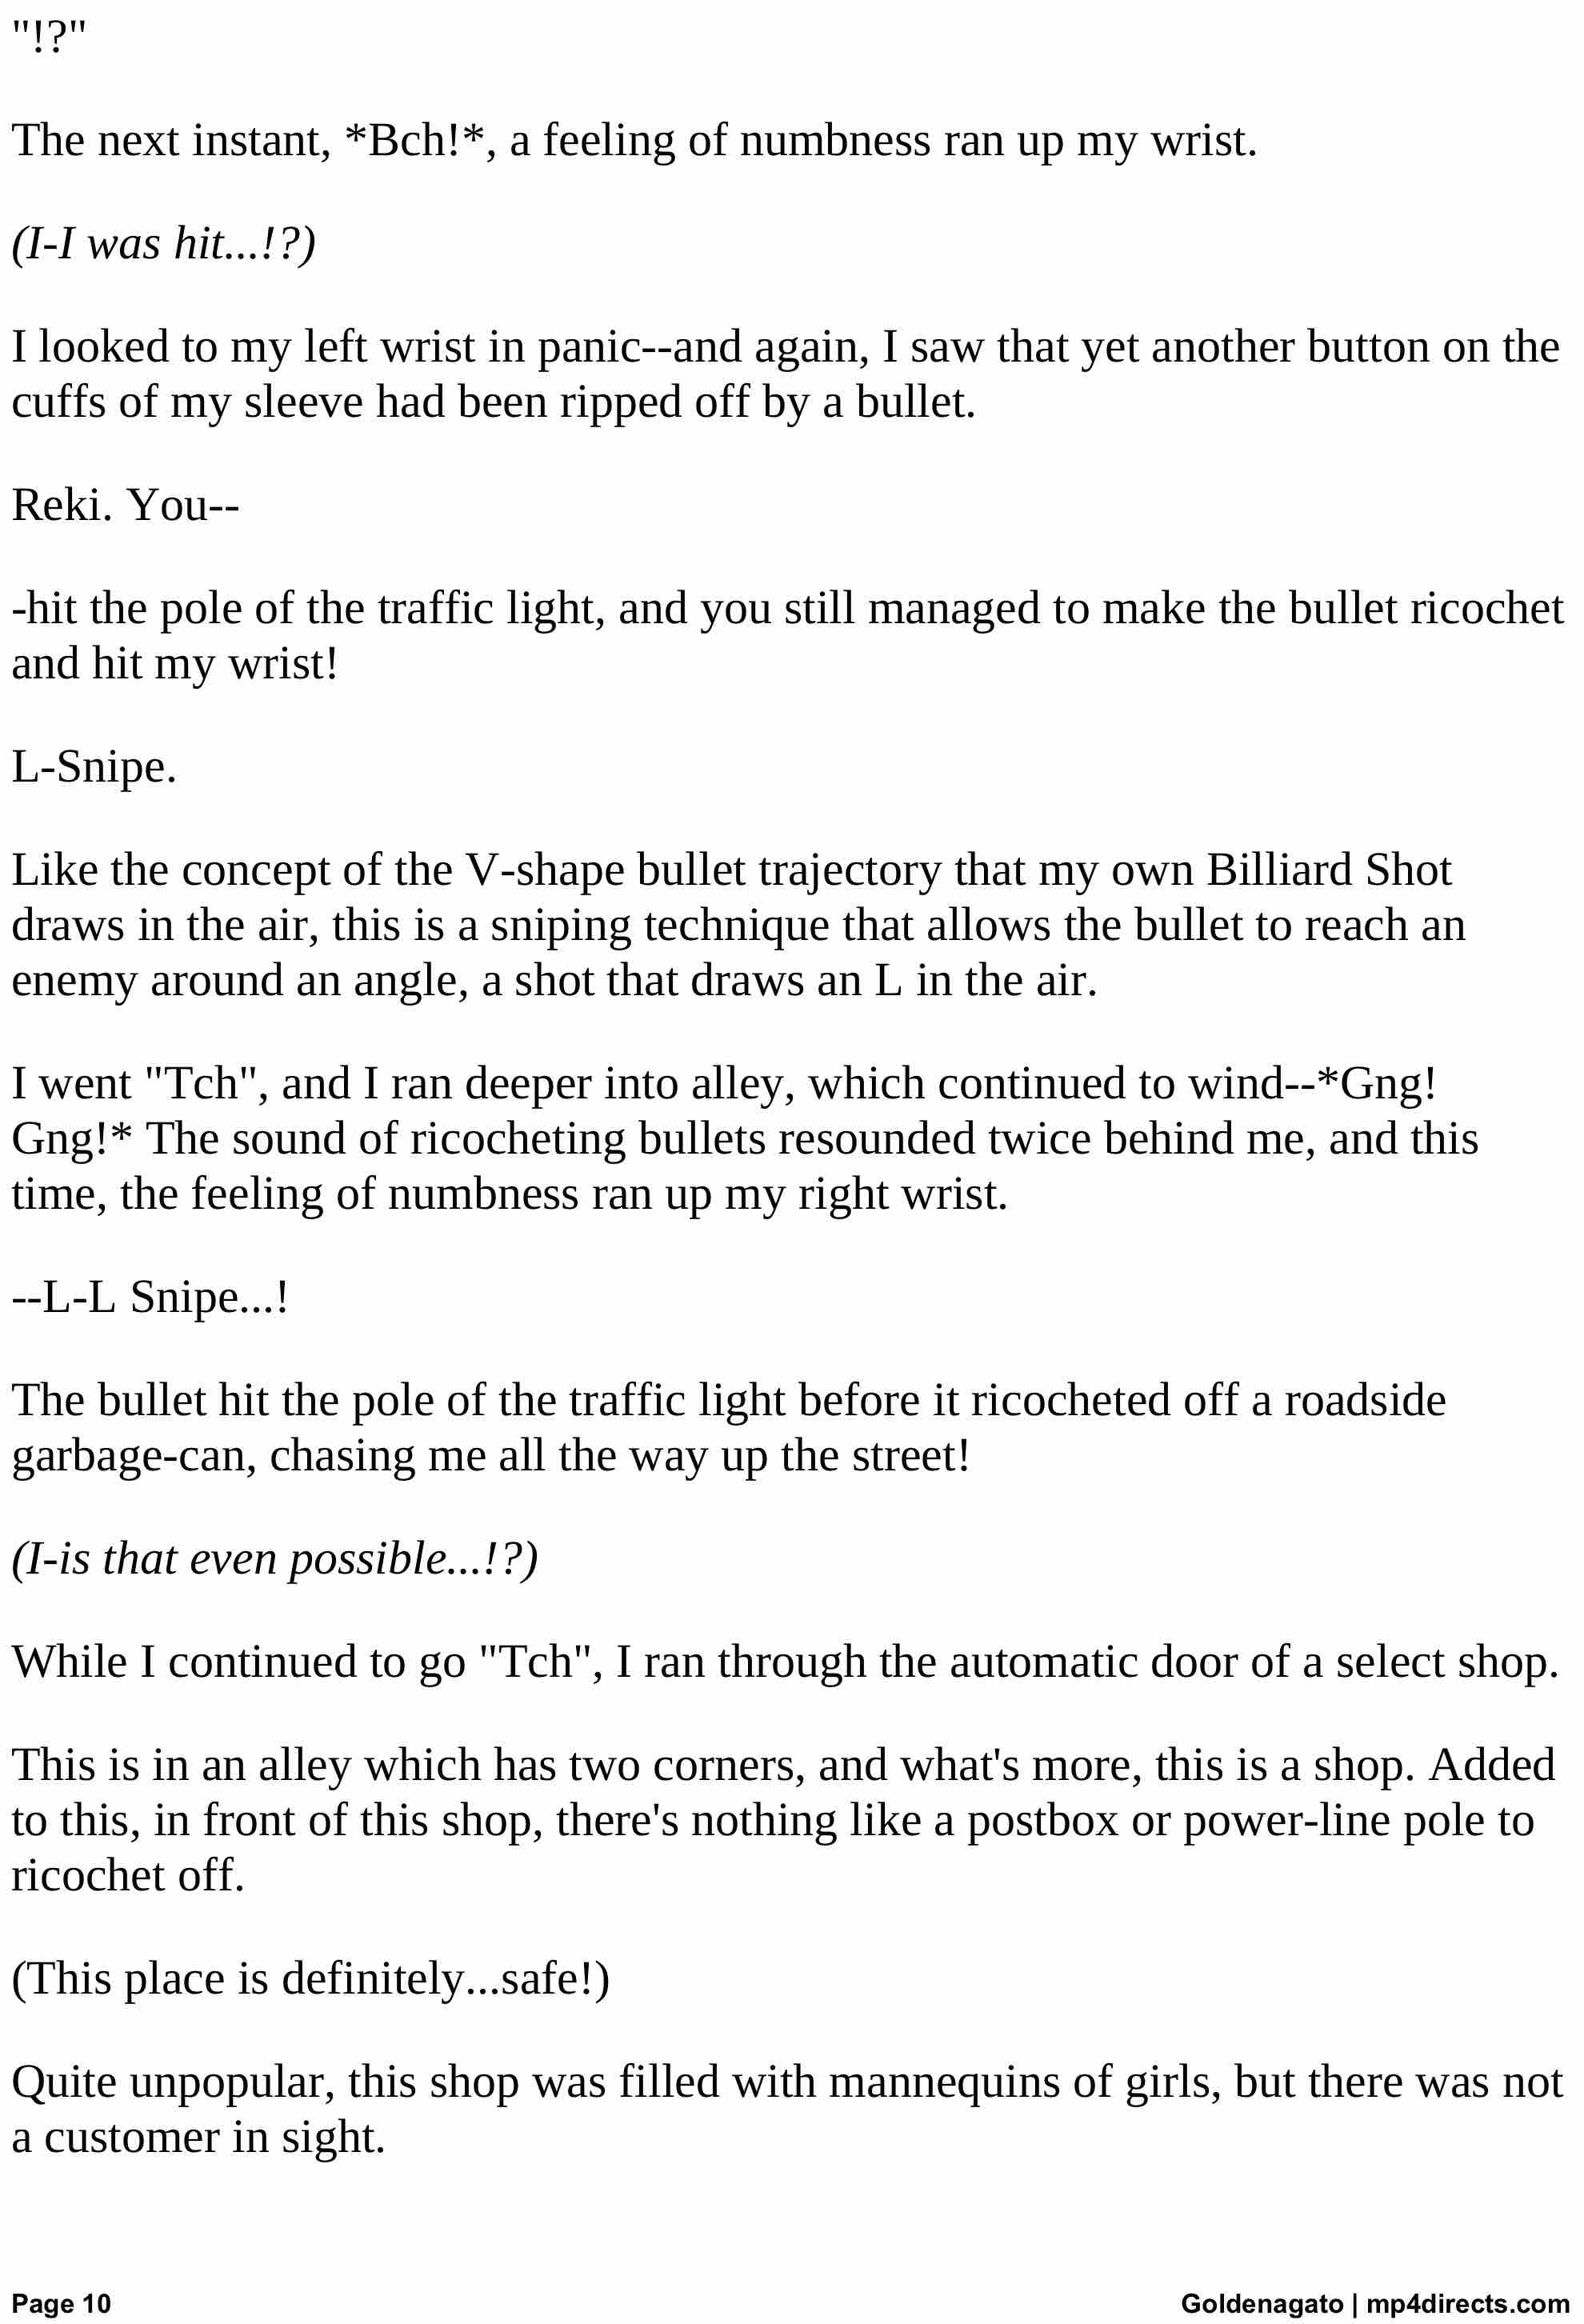 "!?"
The next instant, *Bch!*, a feeling of numbness ran up my wrist.
(I-I was hit...!?)
I looked to my left wrist in panic--and again, I saw that yet another button on the
cuffs of my sleeve had been ripped off by a bullet.
Reki. You--
-hit the pole of the traffic light, and you still managed to make the bullet ricochet
and hit my wrist!
L-Snipe.
Like the concept of the V-shape bullet trajectory that my own Billiard Shot
draws in the air, this is a sniping technique that allows the bullet to reach an
enemy around an angle, a shot that draws an L in the air.
I went "Tch", and I ran deeper into alley, which continued to wind--*Gng!
Gng!* The sound of ricocheting bullets resounded twice behind me, and this
time, the feeling of numbness ran up my right wrist.
--L-L Snipe...!
The bullet hit the pole of the traffic light before it ricocheted off a roadside
garbage-can, chasing me all the way up the street!
(I-is that even possible...!?)
While I continued to go "Tch", I ran through the automatic door of a select shop.
This is in an alley which has two corners, and what's more, this is a shop. Added
to this, in front of this shop, there's nothing like a postbox or power-line pole to
ricochet off.
(This place is definitely...safe!)
Quite unpopular, this shop was filled with mannequins of girls, but there was not
a customer in sight.
Page 10 Goldenagato | mp4directs.com